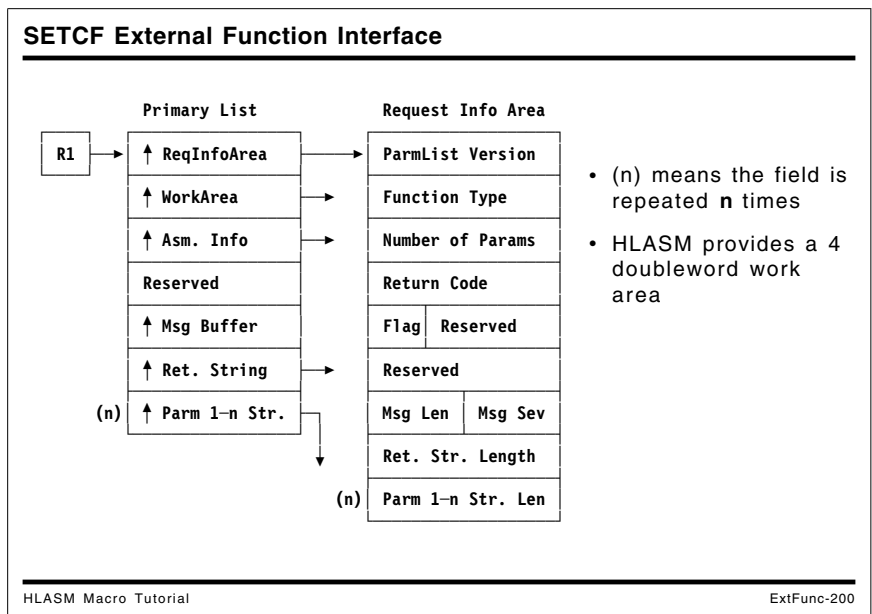 SETCF External Function Interface
Primary List
Request Info Area
R1
↑ ReqInfoArea
↑ WorkArea
↑ Asm. Info
Reserved
↑ Msg Buffer
↑ Ret. String
(n) ↑ Parm 1—n Str.
ParmList Version
Function Type
Number of Params
Return Code
Flag Reserved
Reserved
Msg Len Msg Sev
Ret. Str. Length
(n) Parm 1—n Str. Len
• (n) means the field is
repeated n times
• HLASM provides a 4
doubleword work
area
HLASM Macro Tutorial
ExtFunc-200